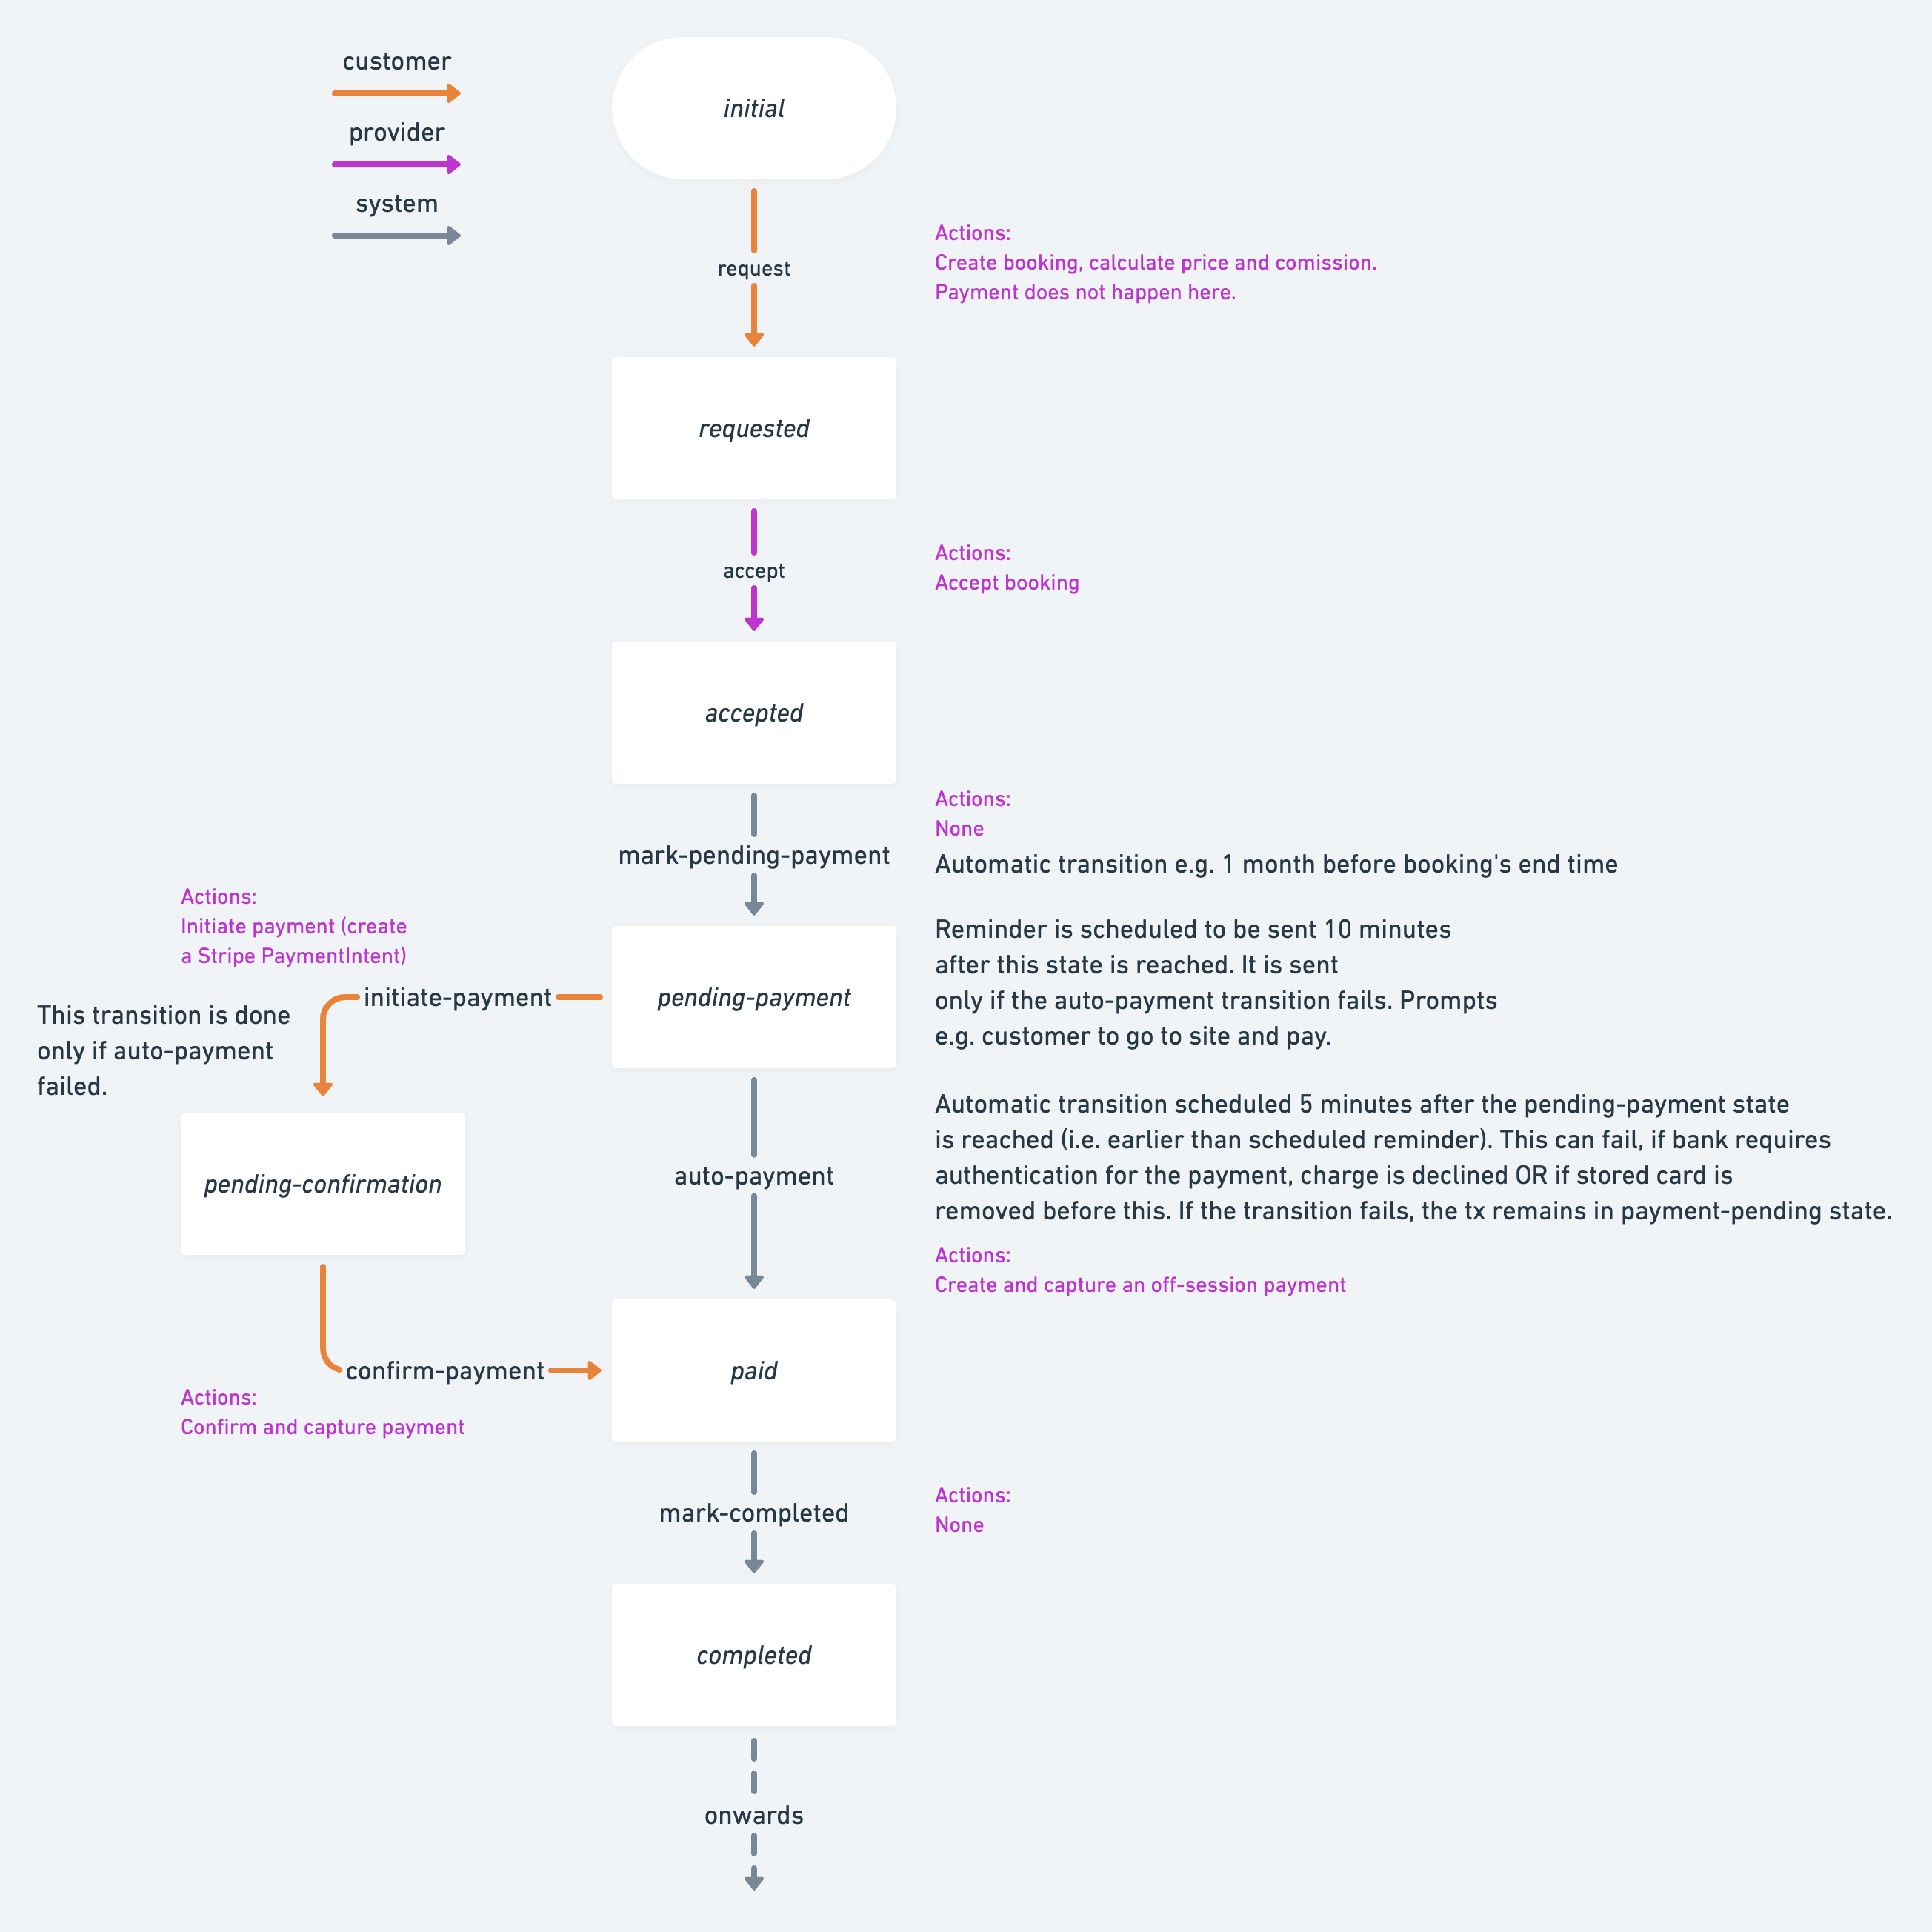 customer
provider
system
initial
request
Actions:
Create booking, calculate price and comission.
Payment does not happen here.
requested
accept
Actions:
Accept booking
accepted
mark-pending-payment
Actions:
None
Automatic transition e.g. 1 month before booking's end time
Actions:
Initiate payment (create
a Stripe PaymentIntent)
initiate-payment
This transition is done
only if auto-payment
failed.
pending-payment
Reminder is scheduled to be sent 10 minutes
after this state is reached. It is sent
only if the auto-payment transition fails. Prompts
e.g. customer to go to site and pay.
pending-confirmation
auto-payment
Automatic transition scheduled 5 minutes after the pending-payment state
is reached (i.e. earlier than scheduled reminder). This can fail, if bank requires
authentication for the payment, charge is declined OR if stored card is
removed before this. If the transition fails, the tx remains in payment-pending state.
Actions:
Create and capture an off-session payment
confirm-payment
Actions:
Confirm and capture payment
paid
mark-completed
Actions:
None
completed
onwards